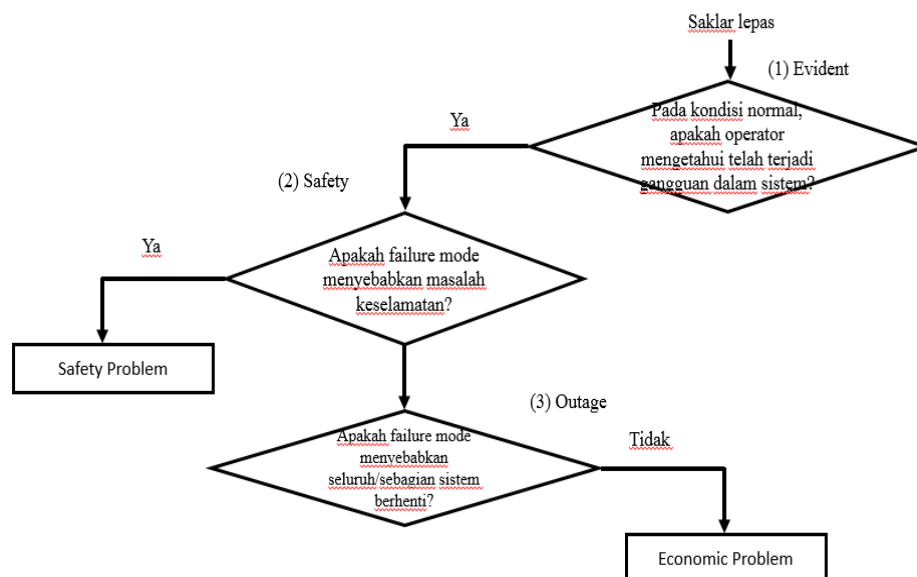 Saklar lepas
(1) Evident
Pada kondisi normal,
apakah operator
mengetahui telah terjadi
gangguan dalam sistem?
Ya
(2) Safety
Apakah failure mode
menyebabkan masalah
keselamatan?
Ya
Safety Problem
(3) Outage
Apakah failure mode
menyebabkan
seluruh/sebagian sistem
berhenti?
Tidak
Economic Problem